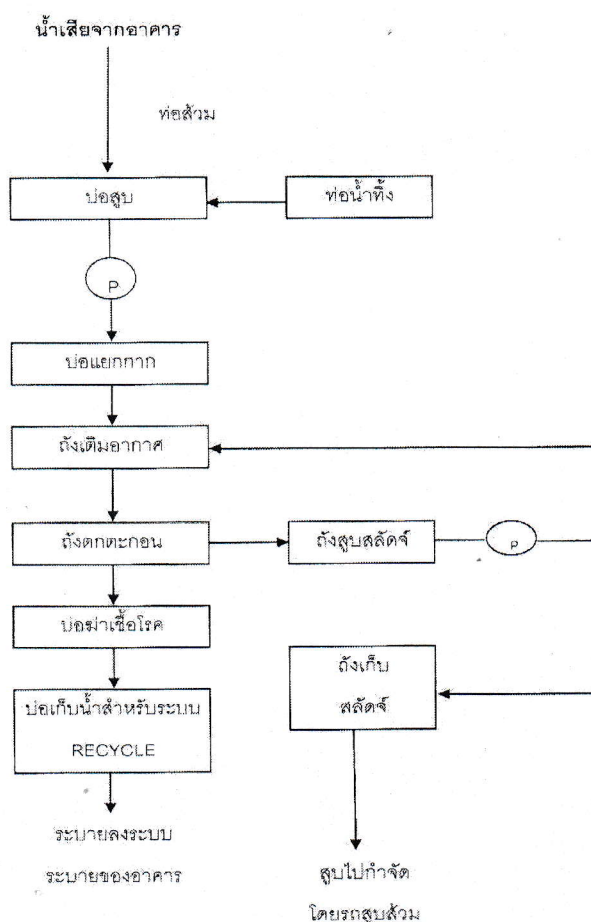 น้ำเสียจากอาคาร
ท่อส้วม
บ่อสูบ
ท่อน้ำทิ้ง
P
บ่อแยกกาก
ถังเติมอากาศ
ถังตกตะกอน
ถังสูบสลัดจ์
P
บ่อฆ่าเชื้อโรค
ถังเก็บ
สลัดจ์
บ่อเก็บน้ำสำหรับระบบ
RECYCLE
ระบายลงระบบ
ระบายของอาคาร
สูบไปกำจัด
โดยรถสูบส้วม